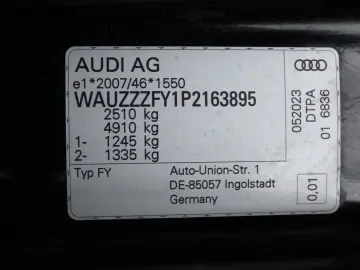 AUDI AG
e1*2007/46*1550
WAUZZZFY1P2163895
2510 kg
4910 kg
1- 1245 kg
2- 1335 kg
Typ FY
Auto-Union-Str. 1
DE-85057 Ingolstadt
Germany
0,01
052023
DTPA
01 6836